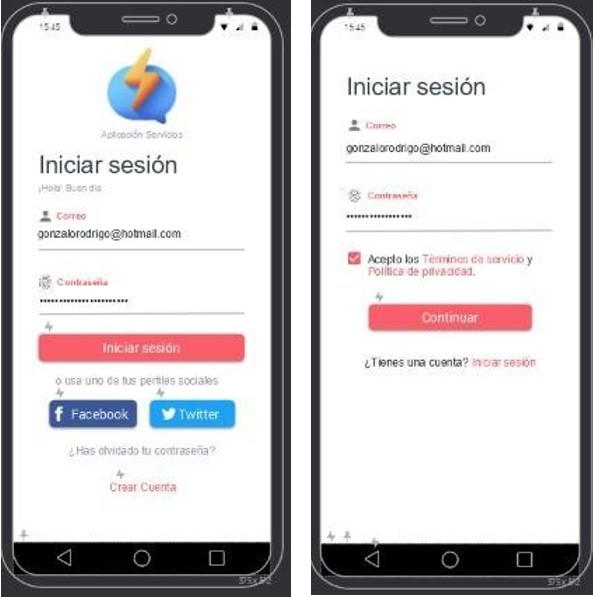 15:45
Aplicación Servicios
Iniciar sesión
¡Hola! Buen día
Correo
gonzalorodrigo@hotmail.com
Contraseña
Iniciar sesión
o usa uno de tus perfiles sociales
Facebook
Twitter
¿Has olvidado tu contraseña?
Crear Cuenta
375x812
15:45
Iniciar sesión
Correo
gonzalorodrigo@hotmail.com
Contraseña
Acepto los Términos de servicio y
Política de privacidad.
Continuar
¿Tienes una cuenta? Iniciar sesión
375x812